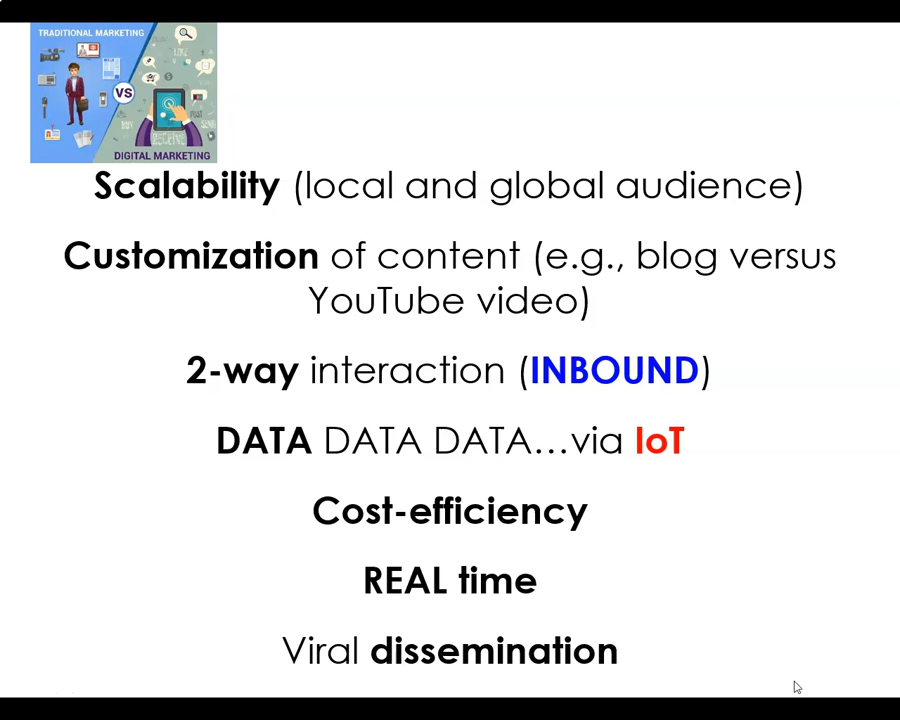 TRADITIONAL MARKETING
VS
DIGITAL MARKETING
Scalability (local and global audience)
Customization of content (e.g., blog versus
YouTube video)
2-way interaction (INBOUND)
DATA DATA DATA...via IoT
Cost-efficiency
REAL time
Viral dissemination